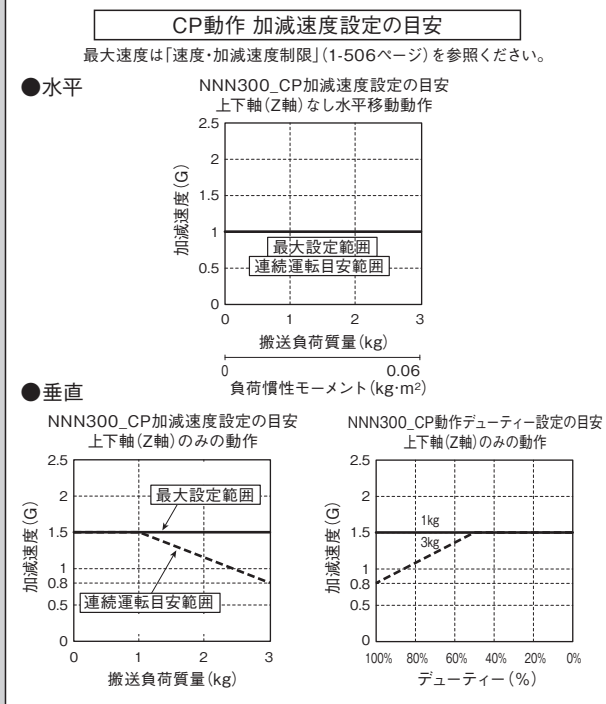 CP動作 加減速度設定の目安
最大速度は「速度・加減速度制限」(1-506ページ)を参照ください。
●水平
NNN300_CP加減速度設定の目安
上下軸(Z軸)なし水平移動動作
加減速度(G)
2.5
2
1.5
1
0.5
0
最大設定範囲
連続運転目安範囲
0 1 2 3
搬送負荷質量(kg)
0 0.06
負荷慣性モーメント(kg·m²)
●垂直
NNN300_CP加減速度設定の目安
上下軸(Z軸)のみの動作
加減速度(G)
2.5
2
1.5
1
0.8
0.5
0
最大設定範囲
連続運転目安範囲
0 1 2 3
搬送負荷質量(kg)
NNN300_CP動作デューティー設定の目安
上下軸(Z軸)のみの動作
加減速度(G)
2.5
2
1.5
1
0.8
0.5
0
1kg
3kg
100% 80% 60% 40% 20% 0%
デューティー(%)